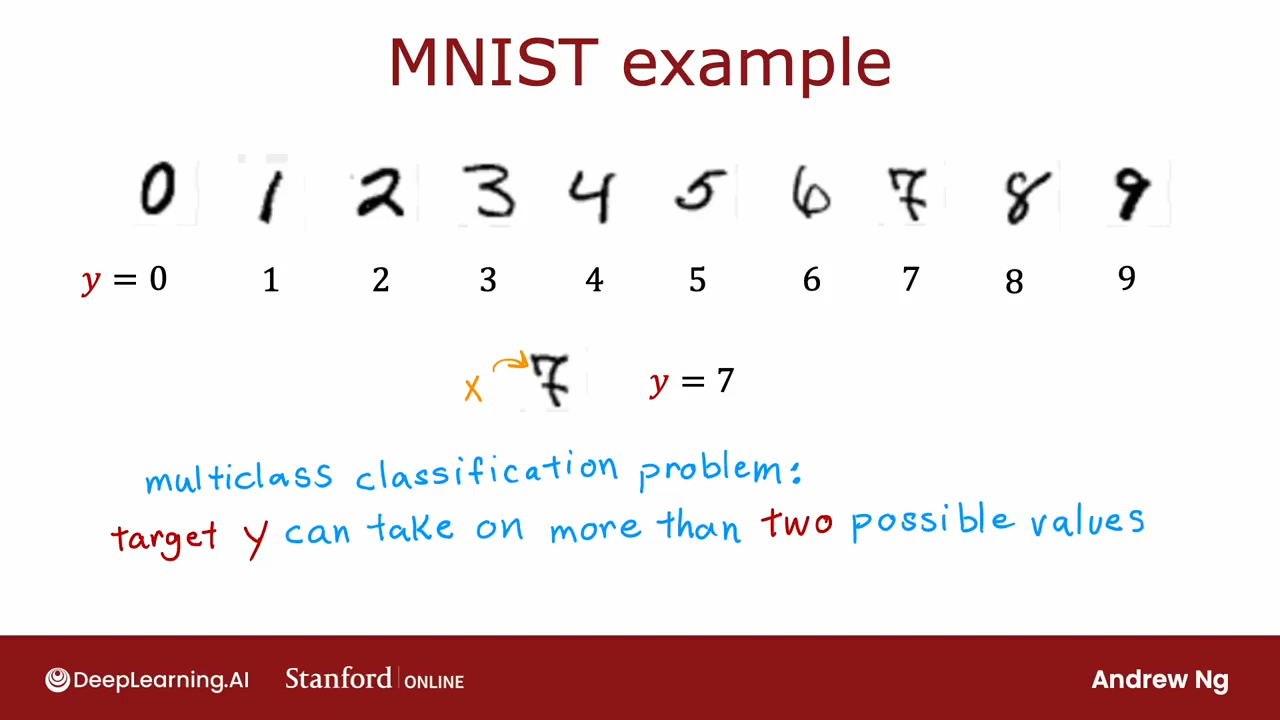 MNIST example
0 1 2 3 4 5 6 7 8 9
y = 0 1 2 3 4 5 6 7 8 9
x 7 y = 7
multiclass classification problem:
target y can take on more than two possible values
DeepLearning.AI Stanford ONLINE Andrew Ng